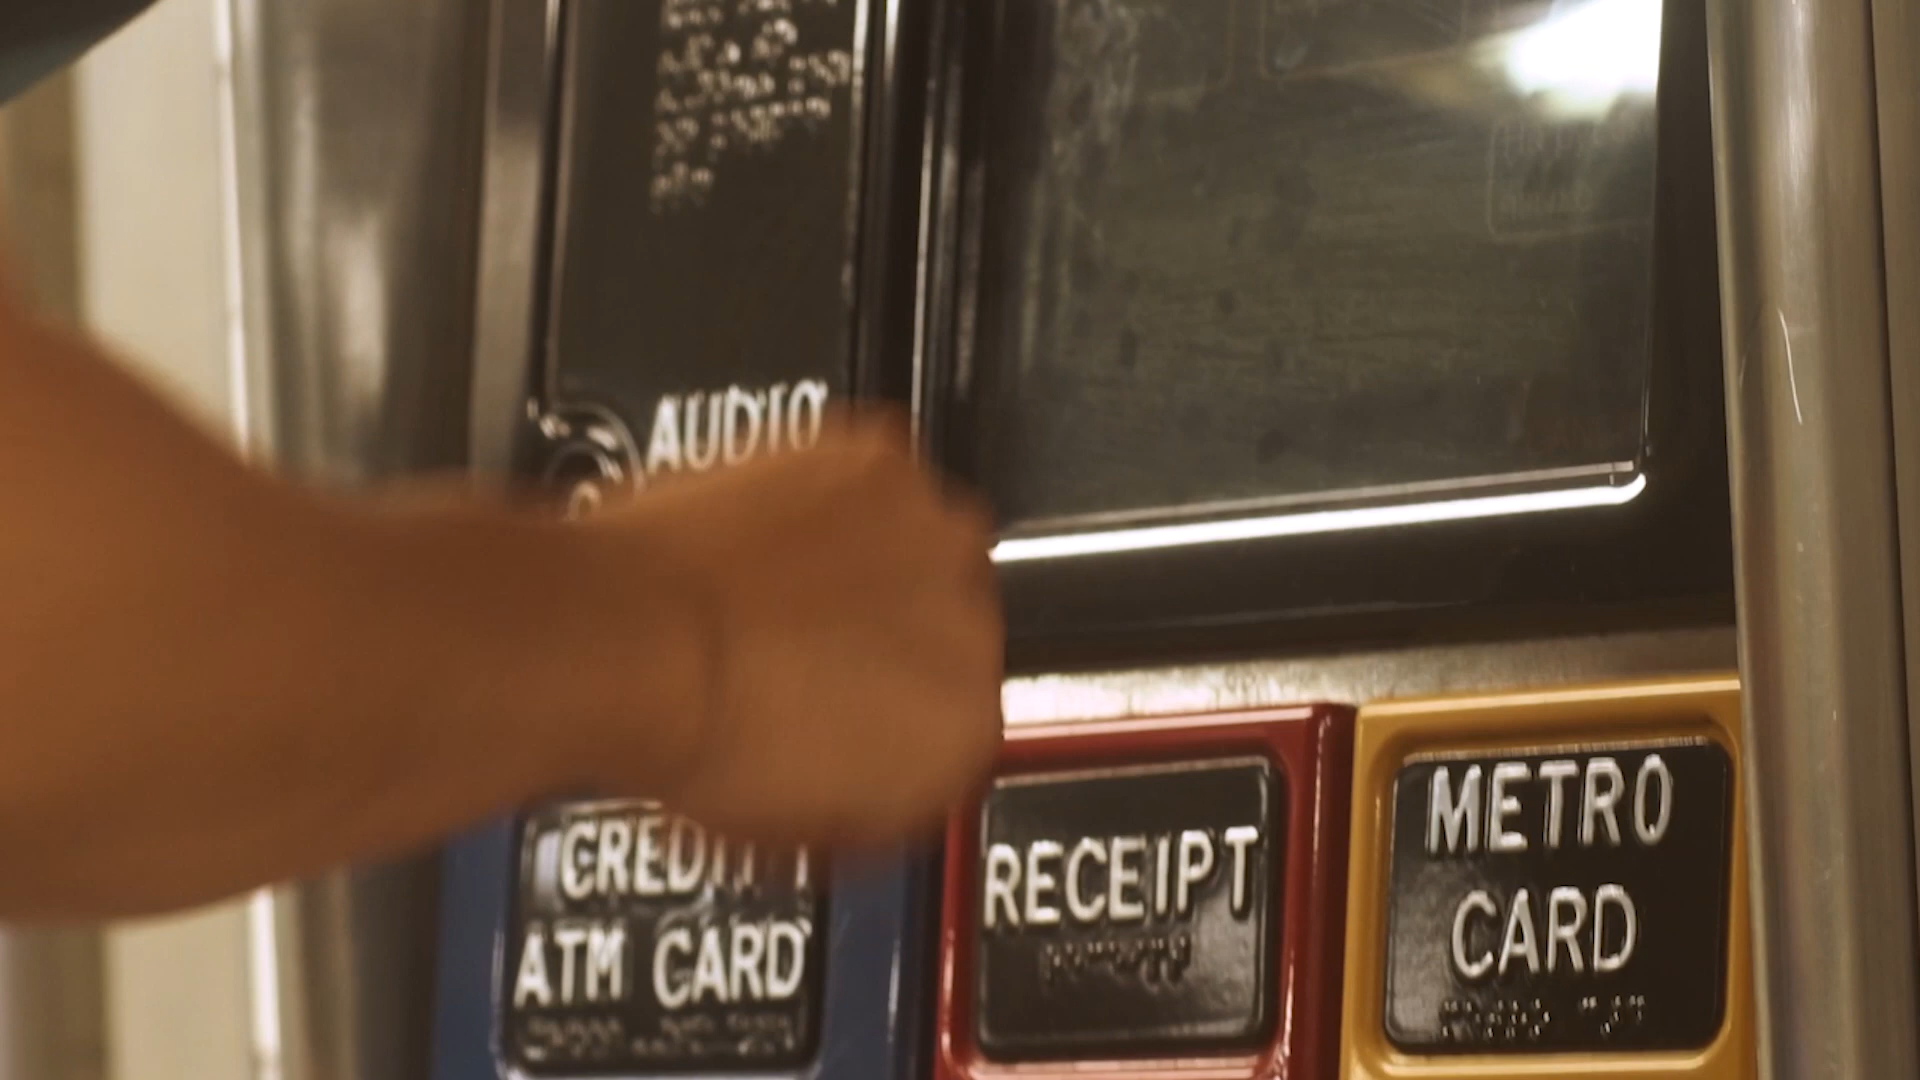 AUDIO
CREDIT
ATM CARD
RECEIPT
METRO
CARD